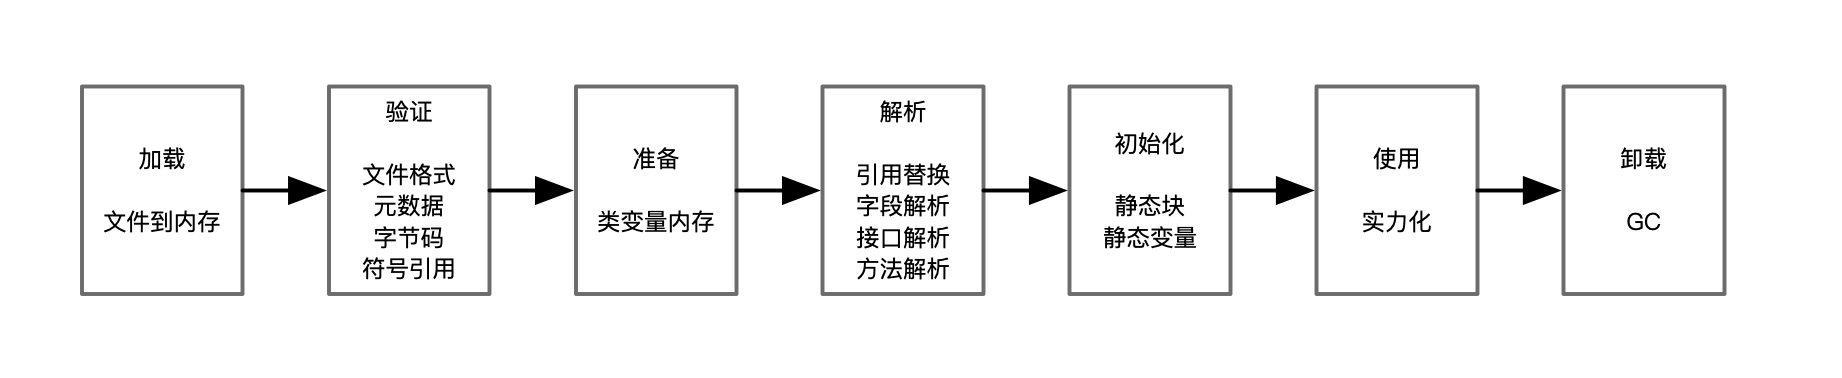 加载
文件到内存
验证
文件格式
元数据
字节码
符号引用
准备
类变量内存
解析
引用替换
字段解析
接口解析
方法解析
初始化
静态块
静态变量
使用
实力化
卸载
GC